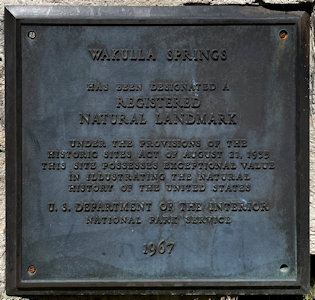 WAKULLA SPRINGS
HAS BEEN DESIGNATED A
REGISTERED
NATURAL LANDMARK
UNDER THE PROVISIONS OF THE
HISTORIC SITES ACT OF AUGUST 21, 1935
THIS SITE POSSESSES EXCEPTIONAL VALUE
IN ILLUSTRATING THE NATURAL
HISTORY OF THE UNITED STATES
U. S. DEPARTMENT OF THE INTERIOR
NATIONAL PARK SERVICE
1967